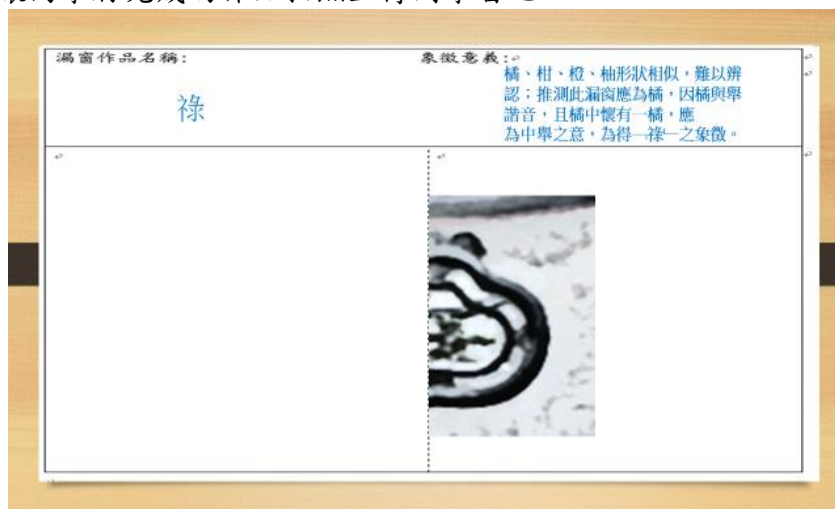 漏窗作品名稱:
祿
象徵意義:
橘、柑、橙、柚形狀相似，難以辨
認；推測此漏窗應為橘，因橘與舉
諧音，且橘中懷有一橘，應
為中舉之意，為得─祿─之象徵。